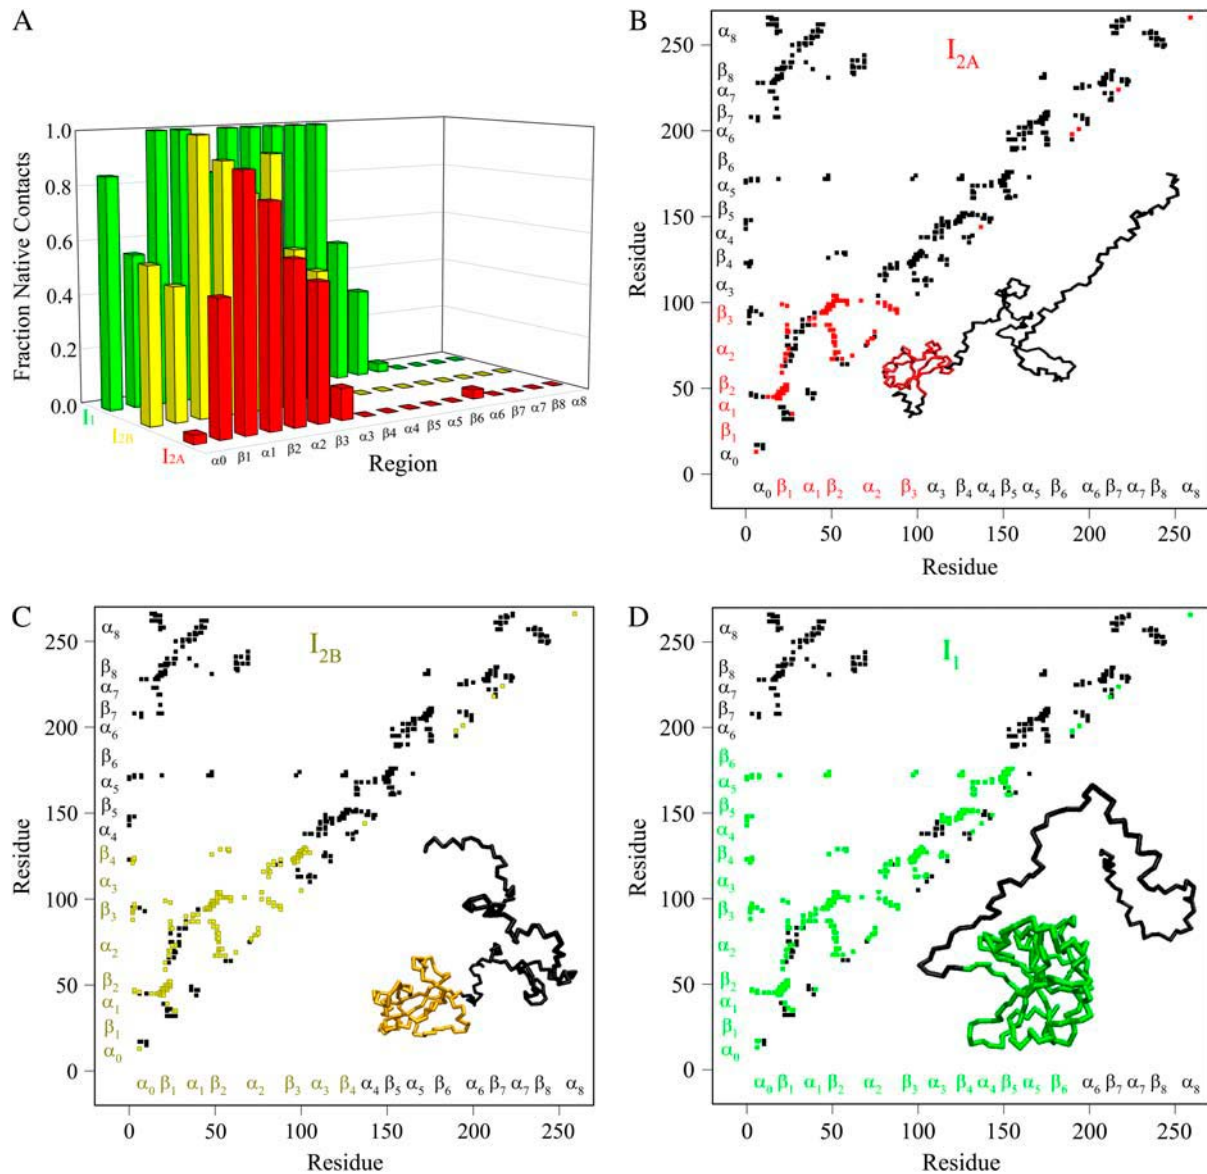 A
1.0
0.8
0.6
0.4
0.2
0.0
Fraction Native Contacts
I1
I2B
I2A
α0 β1 α1 β2 α2 β3 α3 β4 α4 β5 α5 β6 α6 β7 α7 β8 α8
Region
B
I2A
250
200
150
100
50
0
Residue
α8
β8
α7
β7
α6
β6
α5
β5
α4
β4
α3
β3
α2
β2
α1
β1
α0
α0 β1 α1 β2 α2 β3 α3 β4 α4 β5 α5 β6 α6 β7 α7 β8 α8
0 50 100 150 200 250
Residue
C
I2B
250
200
150
100
50
0
Residue
α8
β8
α7
β7
α6
β6
α5
β5
α4
β4
α3
β3
α2
β2
α1
β1
α0
α0 β1 α1 β2 α2 β3 α3 β4 α4 β5 α5 β6 α6 β7 α7 β8 α8
0 50 100 150 200 250
Residue
D
I1
250
200
150
100
50
0
Residue
α8
β8
α7
β7
α6
β6
α5
β5
α4
β4
α3
β3
α2
β2
α1
β1
α0
α0 β1 α1 β2 α2 β3 α3 β4 α4 β5 α5 β6 α6 β7 α7 β8 α8
0 50 100 150 200 250
Residue